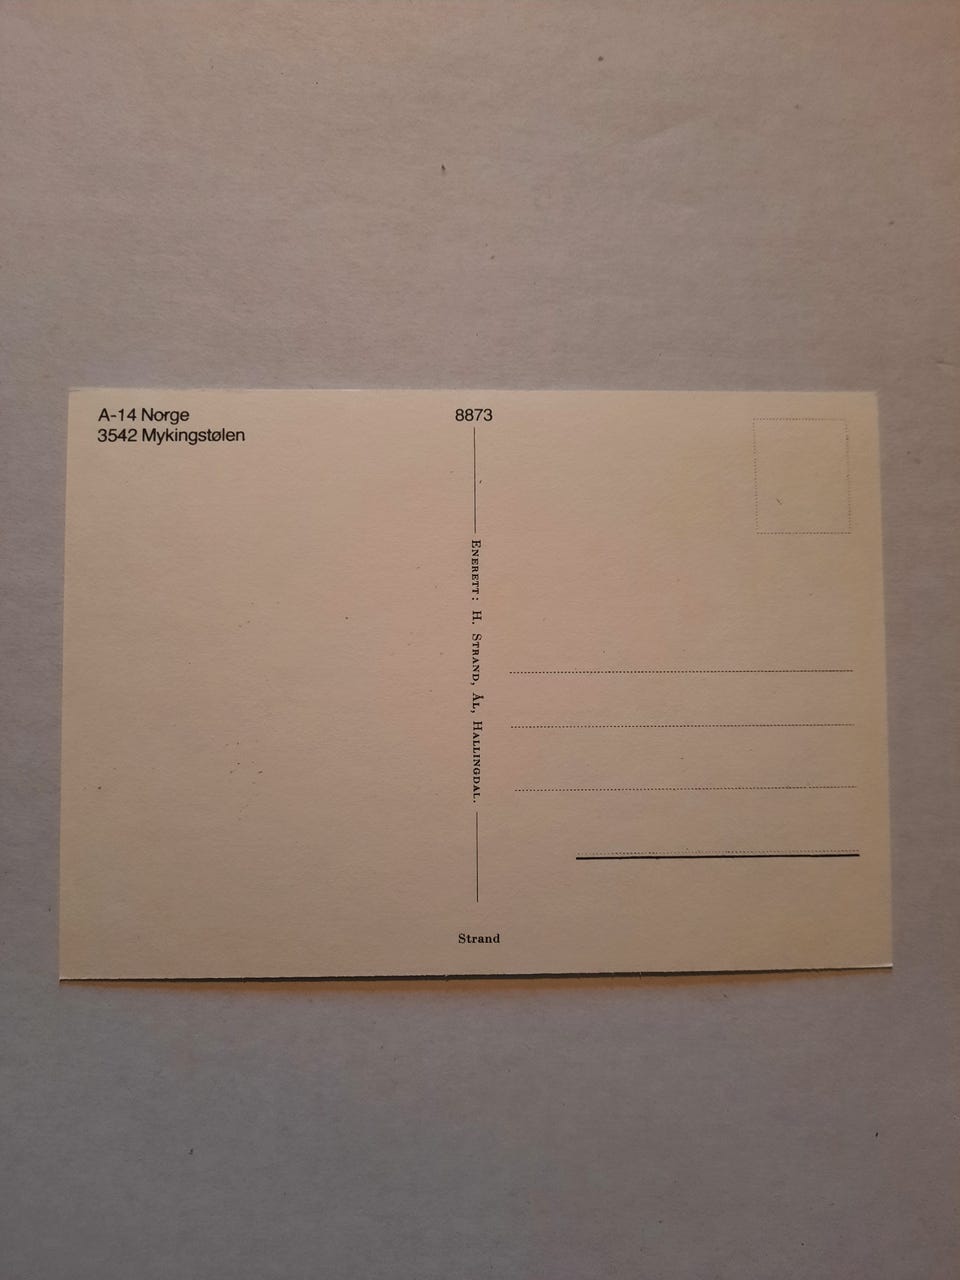 A-14 Norge
3542 Mykingstølen
8873
Enerett: H. Strand, Ål, Hallingdal.
Strand